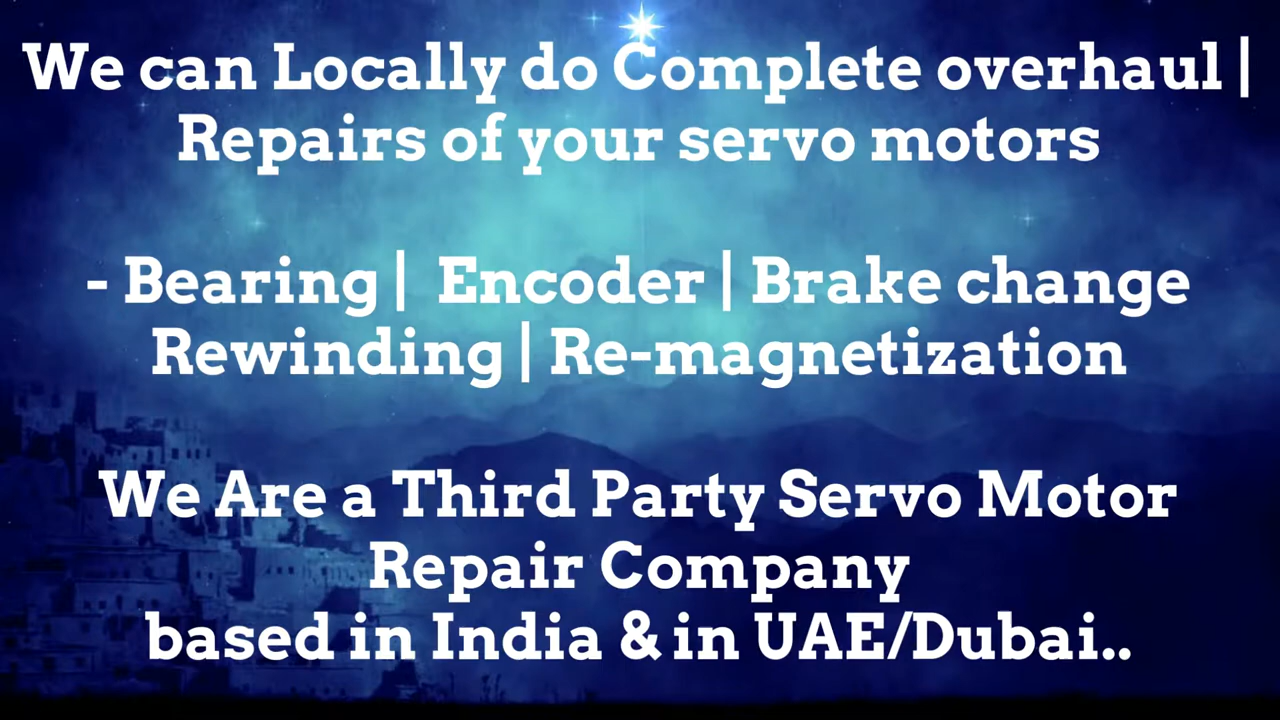 We can Locally do Complete overhaul |
Repairs of your servo motors
- Bearing | Encoder | Brake change
Rewinding | Re-magnetization
We Are a Third Party Servo Motor
Repair Company
based in India & in UAE/Dubai..